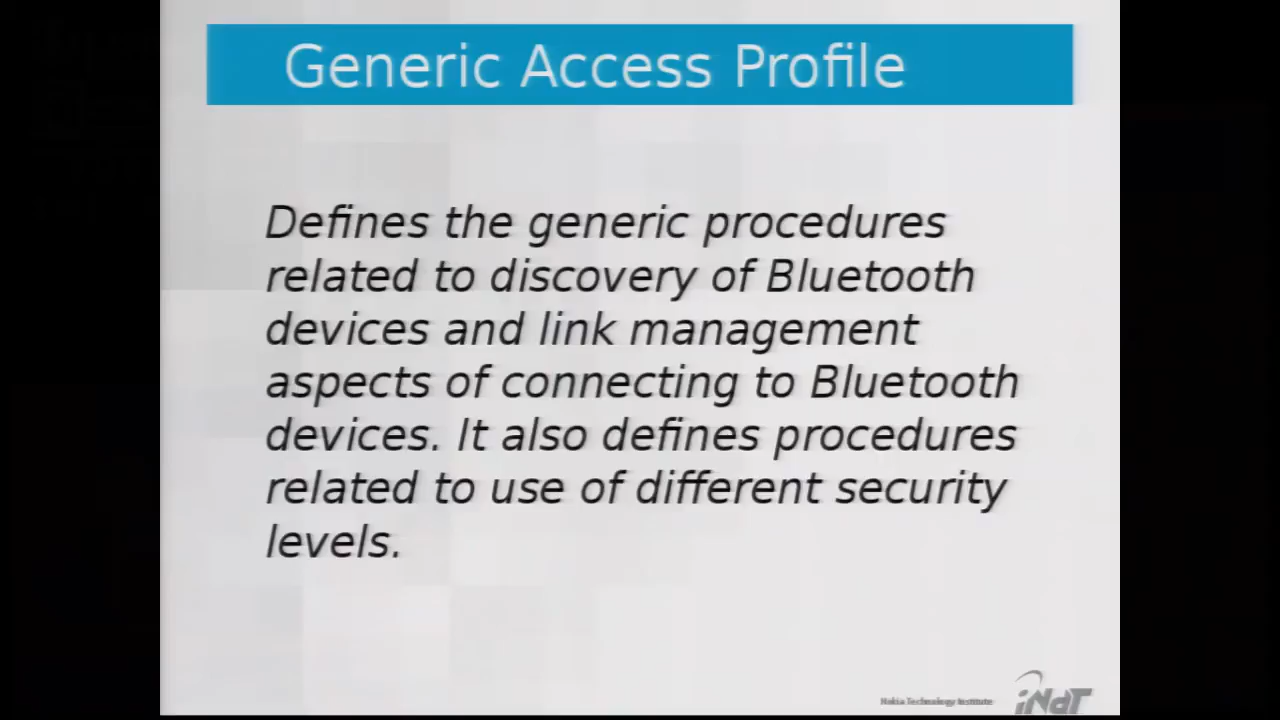 Generic Access Profile
Defines the generic procedures
related to discovery of Bluetooth
devices and link management
aspects of connecting to Bluetooth
devices. It also defines procedures
related to use of different security
levels.
Nokia Technology Institute
iNdT